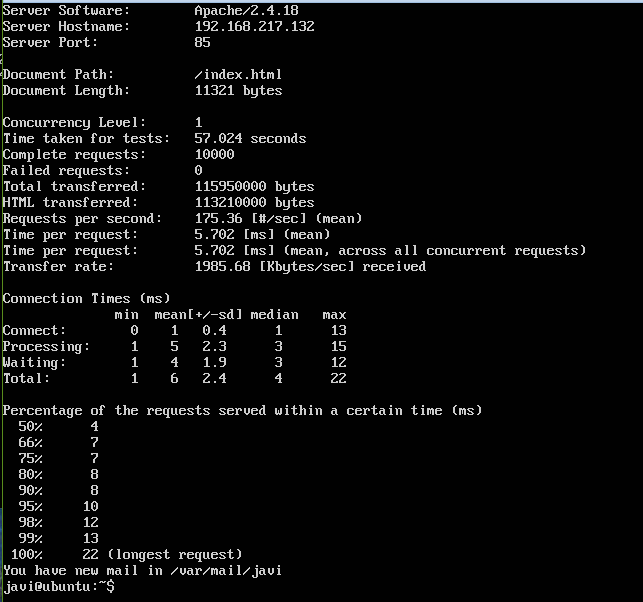 Server Software:        Apache/2.4.18
Server Hostname:        192.168.217.132
Server Port:            85
Document Path:          /index.html
Document Length:        11321 bytes
Concurrency Level:      1
Time taken for tests:   57.024 seconds
Complete requests:      10000
Failed requests:        0
Total transferred:      115950000 bytes
HTML transferred:       113210000 bytes
Requests per second:    175.36 [#/sec] (mean)
Time per request:       5.702 [ms] (mean)
Time per request:       5.702 [ms] (mean, across all concurrent requests)
Transfer rate:          1985.68 [Kbytes/sec] received
Connection Times (ms)
              min  mean[+/-sd] median   max
Connect:        0    1   0.4      1      13
Processing:     1    5   2.3      3      15
Waiting:        1    4   1.9      3      12
Total:          1    6   2.4      4      22
Percentage of the requests served within a certain time (ms)
  50%      4
  66%      7
  75%      7
  80%      8
  90%      8
  95%     10
  98%     12
  99%     13
 100%     22 (longest request)
You have new mail in /var/mail/javi
javi@ubuntu:~$